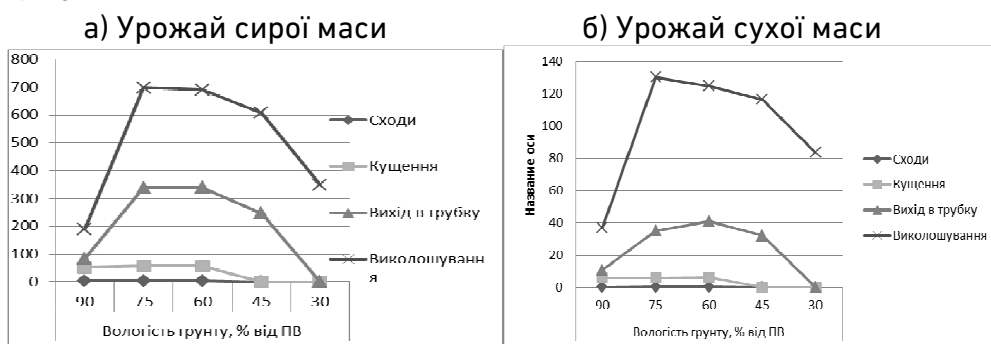 а) Урожай сирої маси
800
700
600
500
400
300
200
100
0
90 75 60 45 30
Вологість ґрунту, % від ПВ
Сходи
Кущення
Вихід в трубку
Виколошуванн
я
б) Урожай сухої маси
Название оси
140
120
100
80
60
40
20
0
90 75 60 45 30
Вологість ґрунту, % від ПВ
Сходи
Кущення
Вихід в трубку
Виколошування